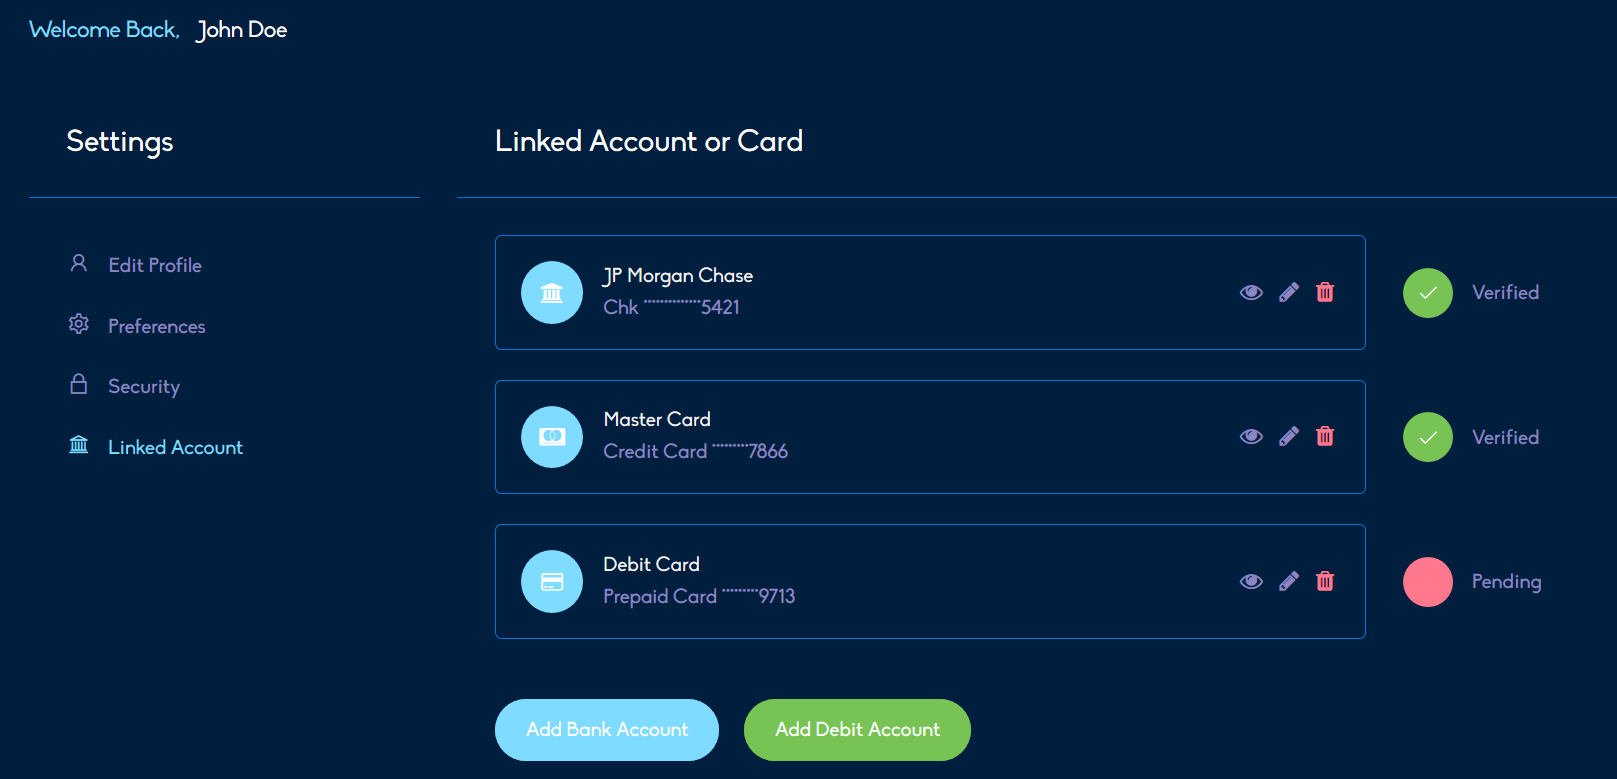 Welcome Back, John Doe
Settings
Linked Account or Card
Edit Profile
Preferences
Security
Linked Account
JP Morgan Chase
Chk **************5421
Verified
Master Card
Credit Card *********7866
Verified
Debit Card
Prepaid Card *********9713
Pending
Add Bank Account
Add Debit Account